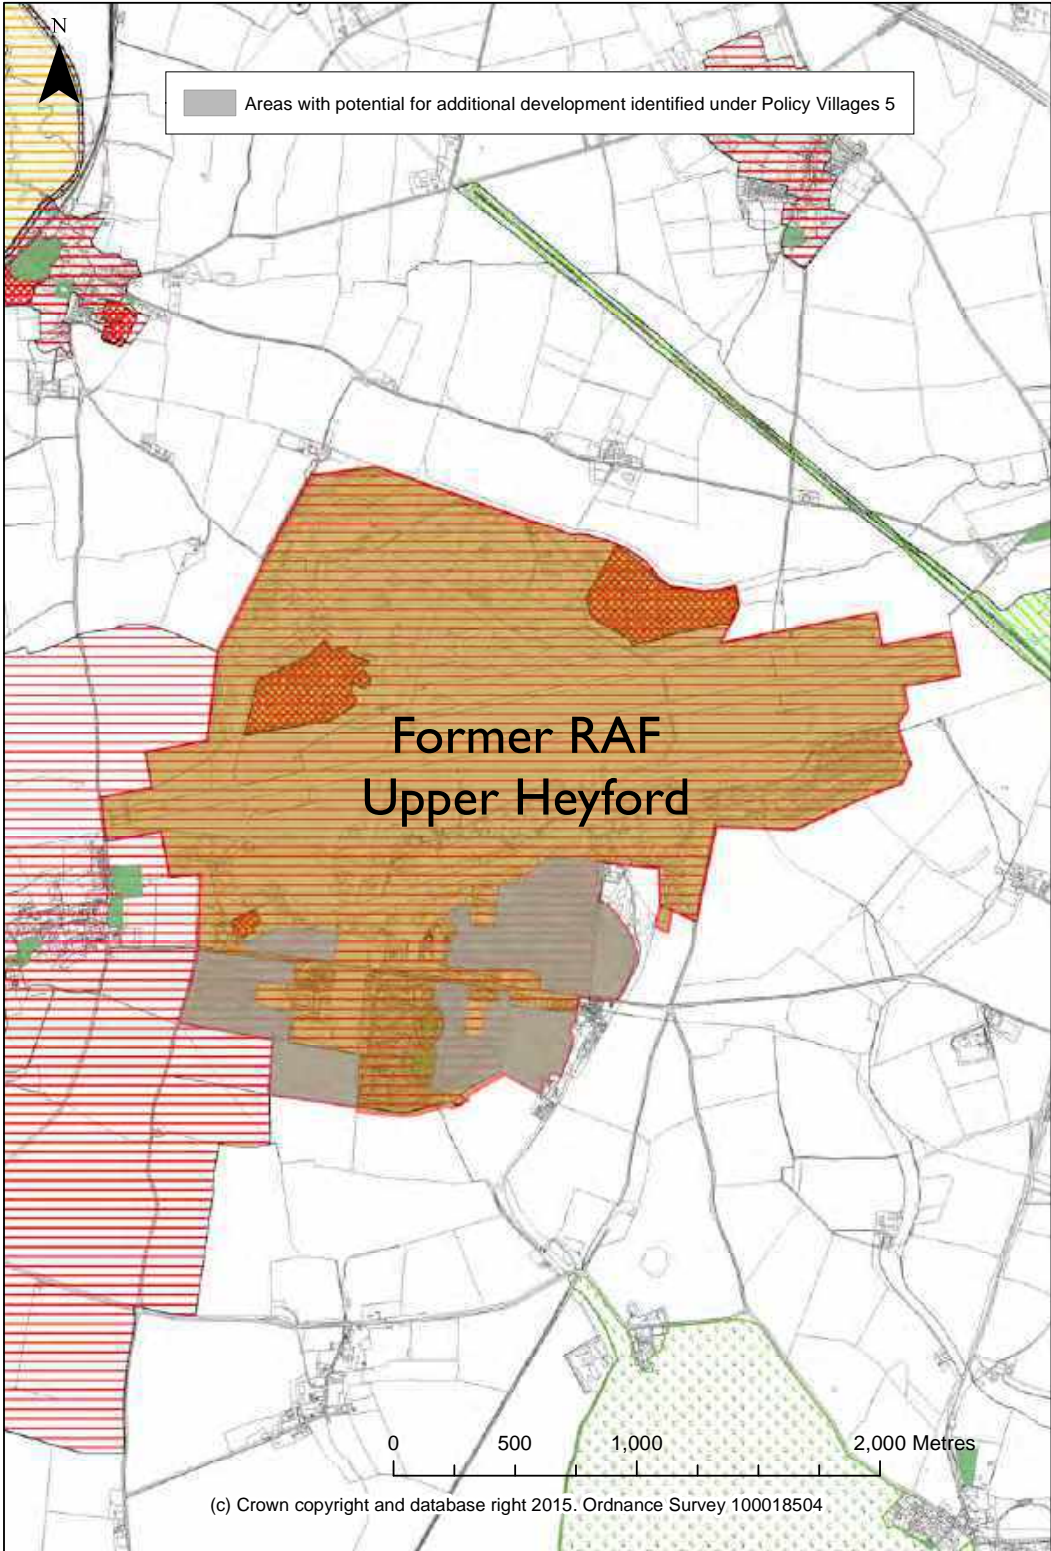 N
Areas with potential for additional development identified under Policy Villages 5
Former RAF
Upper Heyford
0 500 1,000 2,000 Metres
(c) Crown copyright and database right 2015. Ordnance Survey 100018504